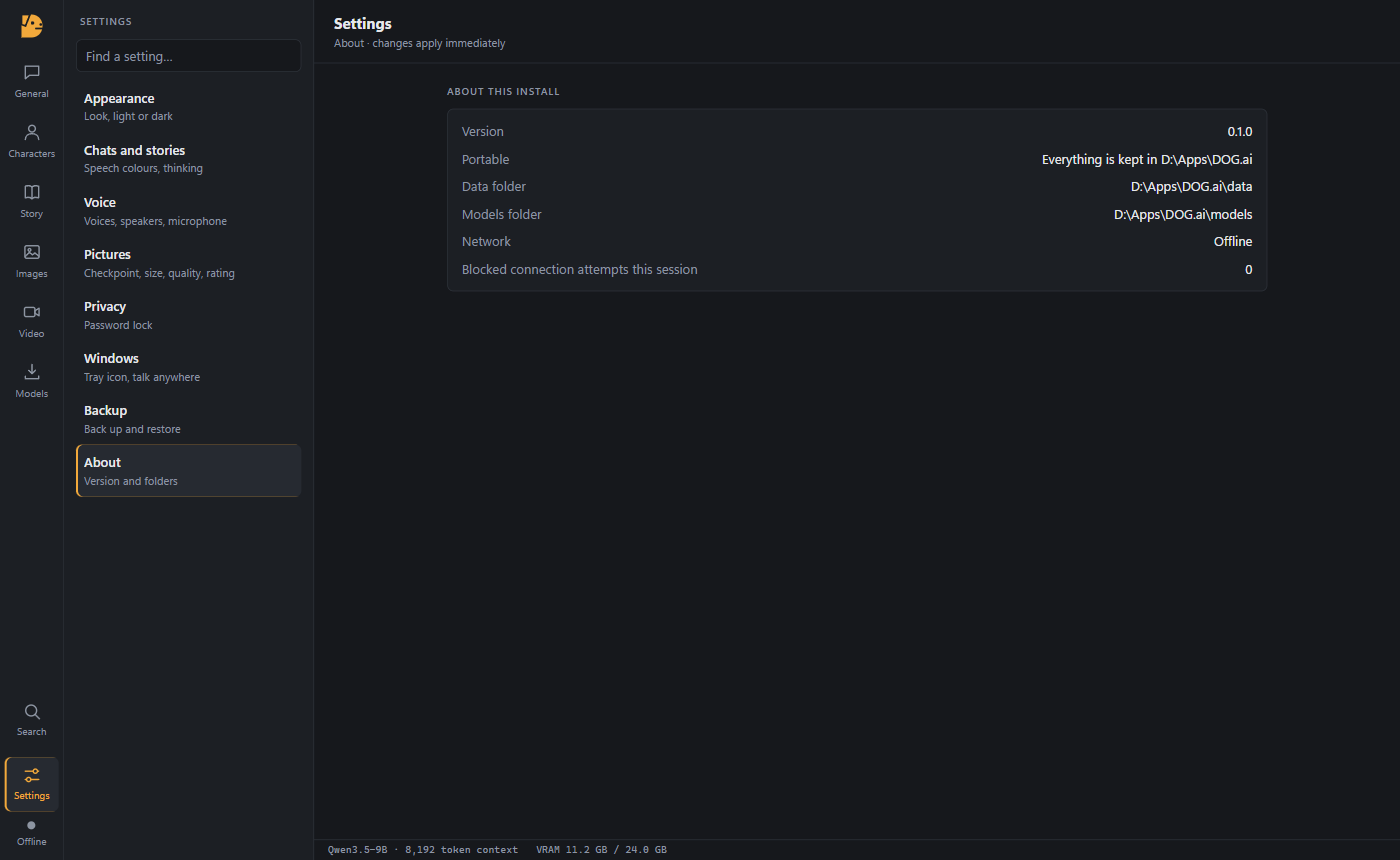 General
Characters
Story
Images
Video
Models
Search
Settings
Offline
SETTINGS
Find a setting...
Appearance
Look, light or dark
Chats and stories
Speech colours, thinking
Voice
Voices, speakers, microphone
Pictures
Checkpoint, size, quality, rating
Privacy
Password lock
Windows
Tray icon, talk anywhere
Backup
Back up and restore
About
Version and folders
Settings
About · changes apply immediately
ABOUT THIS INSTALL
Version 0.1.0
Portable Everything is kept in D:\Apps\DOG.ai
Data folder D:\Apps\DOG.ai\data
Models folder D:\Apps\DOG.ai\models
Network Offline
Blocked connection attempts this session 0
Qwen3.5-9B · 8,192 token context VRAM 11.2 GB / 24.0 GB